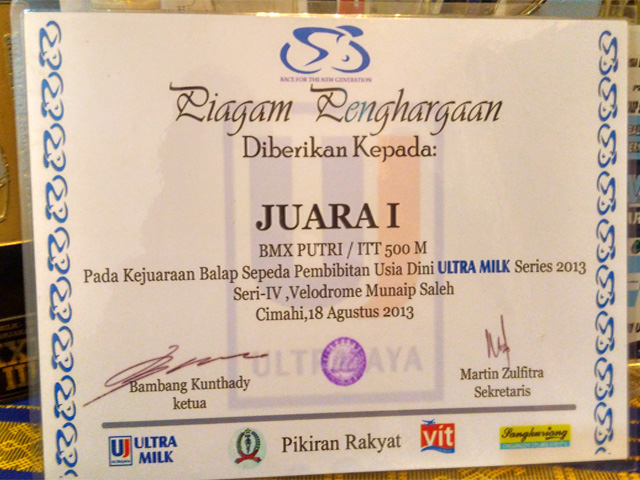 RACE FOR THE NEW GENERATION
Piagam Penghargaan
Diberikan Kepada:
JUARA I
BMX PUTRI / ITT 500 M
Pada Kejuaraan Balap Sepeda Pembibitan Usia Dini ULTRA MILK Series 2013
Seri-IV ,Velodrome Munaip Saleh
Cimahi,18 Agustus 2013
ULTRAJAYA
Bambang Kunthady
ketua
Martin Zulfitra
Sekretaris
ULTRA MILK
Pikiran Rakyat
vit
Sangkuriang